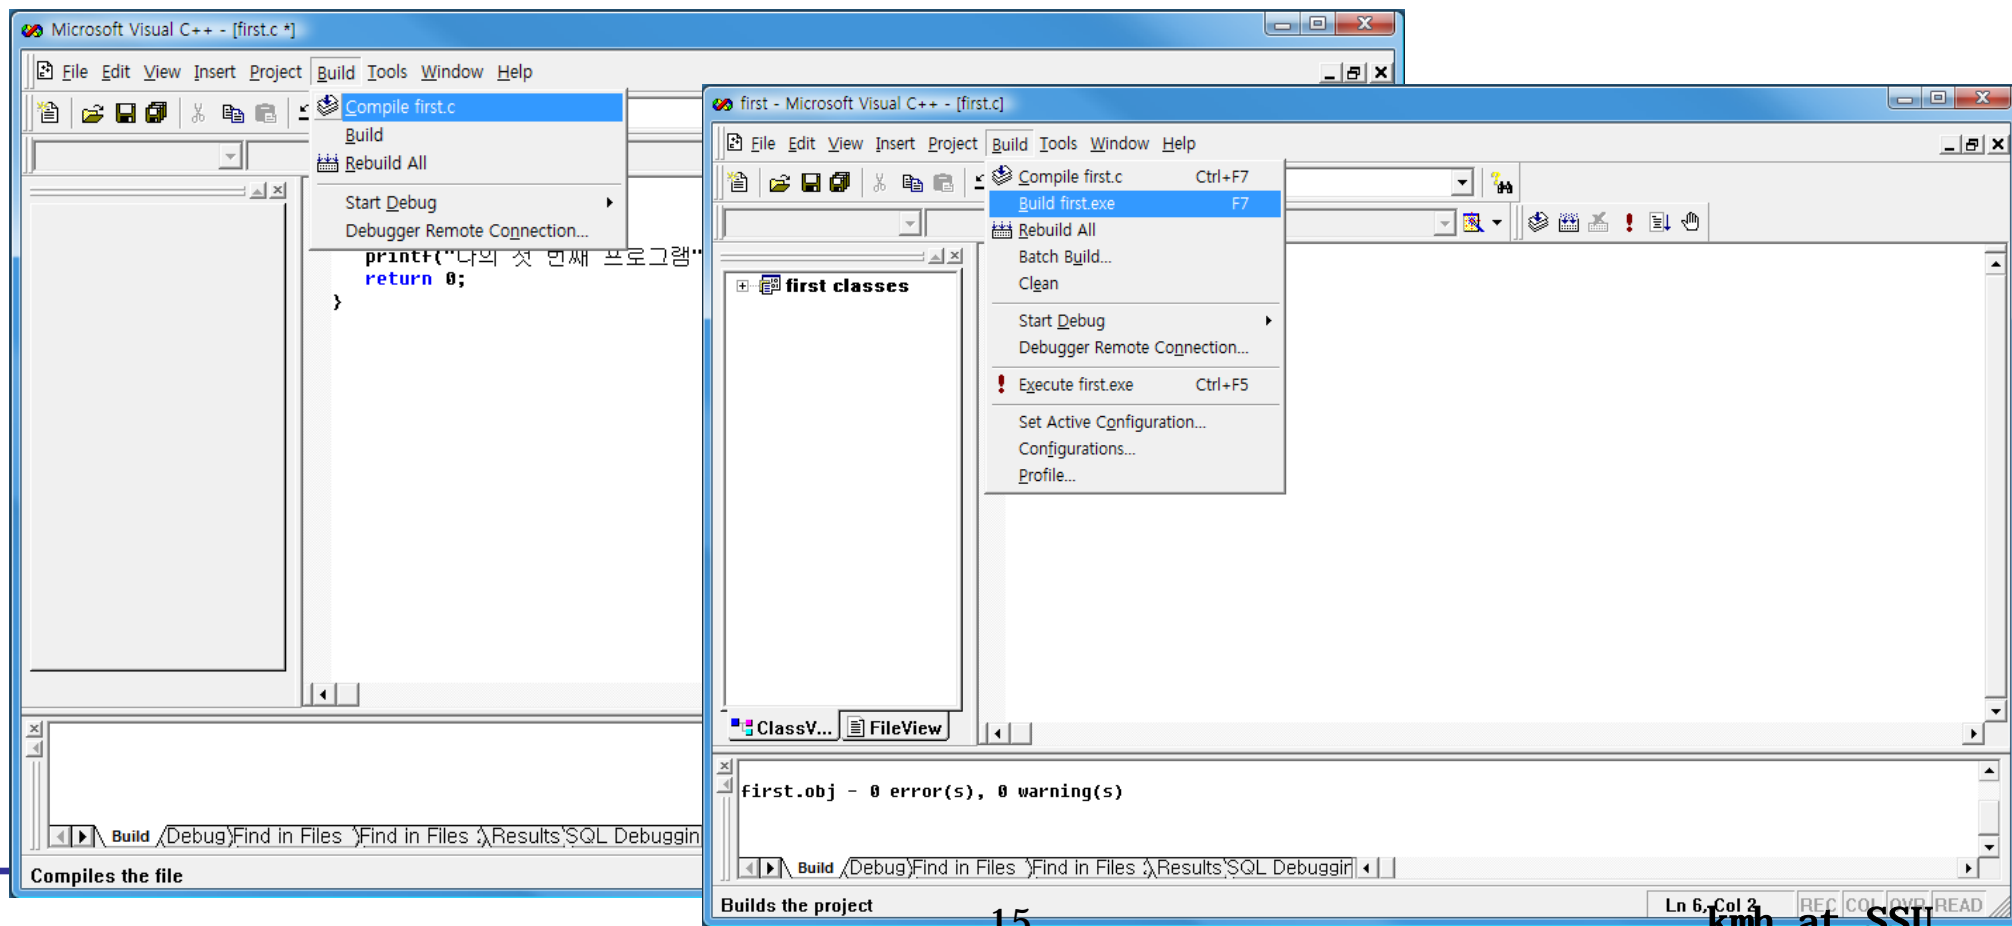 Microsoft Visual C++ - [first.c *]
File Edit View Insert Project Build Tools Window Help
Compile first.c
Build
Rebuild All
Start Debug
Debugger Remote Connection...
printf("나의 첫 번째 프로그램"
return 0;
}
Build Debug Find in Files Find in Files Results SQL Debuggin
Compiles the file
first - Microsoft Visual C++ - [first.c]
File Edit View Insert Project Build Tools Window Help
Compile first.c Ctrl+F7
Build first.exe F7
Rebuild All
Batch Build...
Clean
Start Debug
Debugger Remote Connection...
Execute first.exe Ctrl+F5
Set Active Configuration...
Configurations...
Profile...
first classes
ClassV... FileView
first.obj - 0 error(s), 0 warning(s)
Build Debug Find in Files Find in Files Results SQL Debuggin
Builds the project
Ln 6, Col 2 REC COL OVR READ
15
kmh at SSU